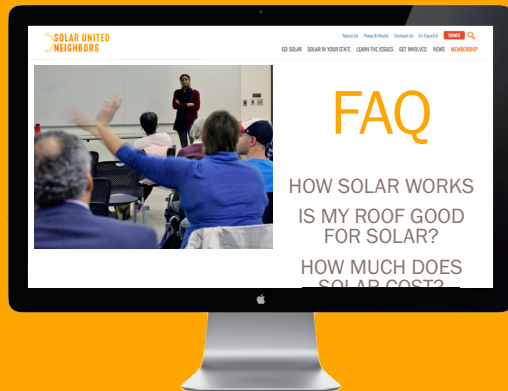 SOLAR UNITED
NEIGHBORS
About Us Press & Media Contact Us En Español DONATE
GO SOLAR SOLAR IN YOUR STATE LEARN THE ISSUES GET INVOLVED NEWS MEMBERSHIP
FAQ
HOW SOLAR WORKS
IS MY ROOF GOOD
FOR SOLAR?
HOW MUCH DOES
SOLAR COST?